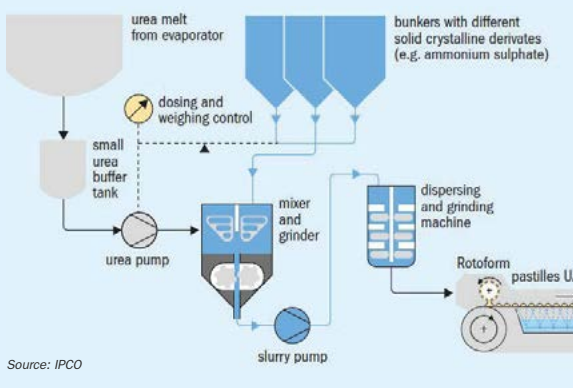 urea melt
from evaporator
bunkers with different
solid crystalline derivates
(e.g. ammonium sulphate)
dosing and
weighing control
small
urea
buffer
tank
mixer
and
grinder
dispersing
and grinding
machine
urea pump
Rotoform
pastilles U
slurry pump
Source: IPCO